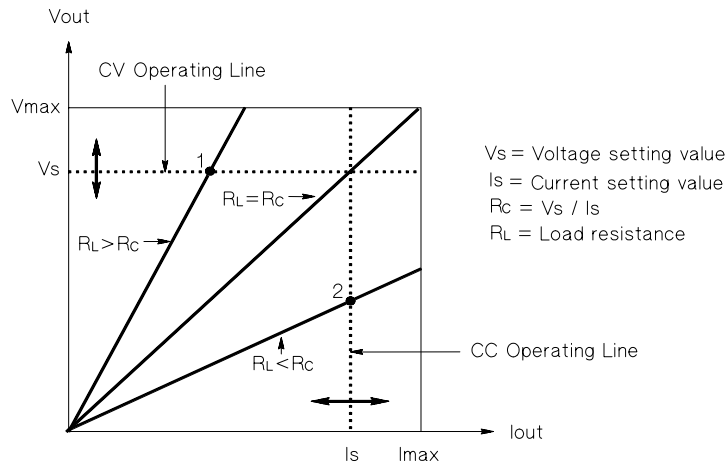 Vout
CV Operating Line
Vmax
Vs
1
RL=RC
RL>RC
2
RL<RC
CC Operating Line
Iout
Is
Imax
Vs = Voltage setting value
Is = Current setting value
RC = Vs / Is
RL = Load resistance